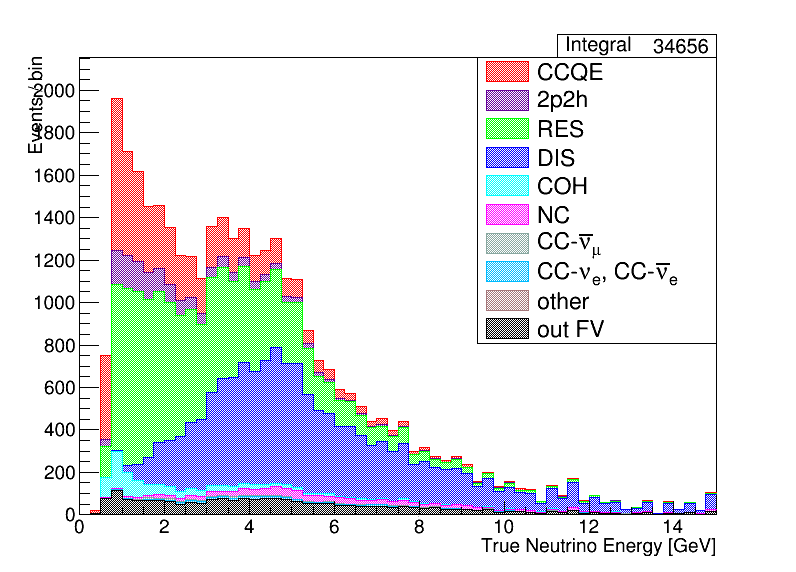 Integral 34656
Events / bin
CCQE
2p2h
RES
DIS
COH
NC
CC-ν̅μ
CC-νe, CC-ν̅e
other
out FV
2000
1800
1600
1400
1200
1000
800
600
400
200
0
0 2 4 6 8 10 12 14
True Neutrino Energy [GeV]